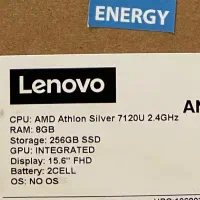 ENERGY
Lenovo
AN
CPU: AMD Athlon Silver 7120U 2.4GHz
RAM: 8GB
Storage: 256GB SSD
GPU: INTEGRATED
Display: 15.6" FHD
Battery: 2CELL
OS: NO OS